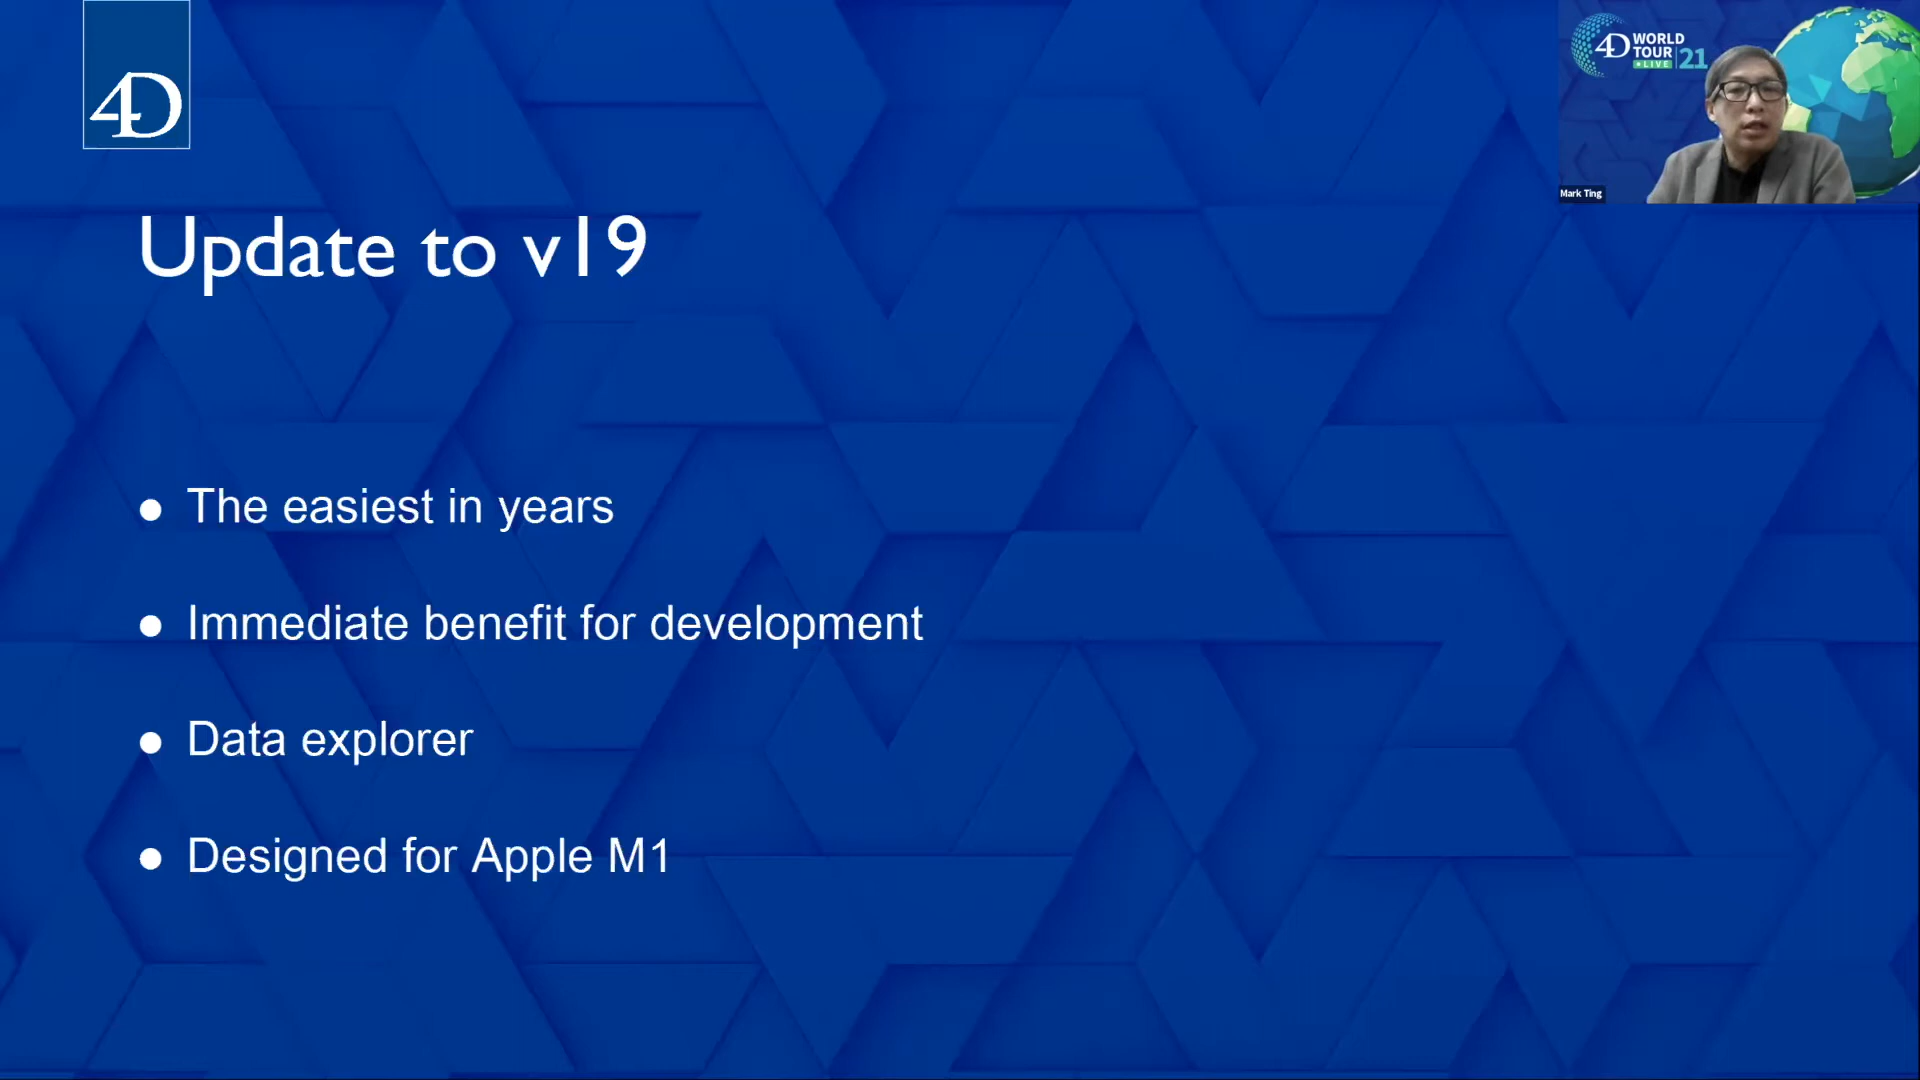 4D
4D WORLD
TOUR
LIVE 21
Mark Ting
Update to v19
The easiest in years
Immediate benefit for development
Data explorer
Designed for Apple M1